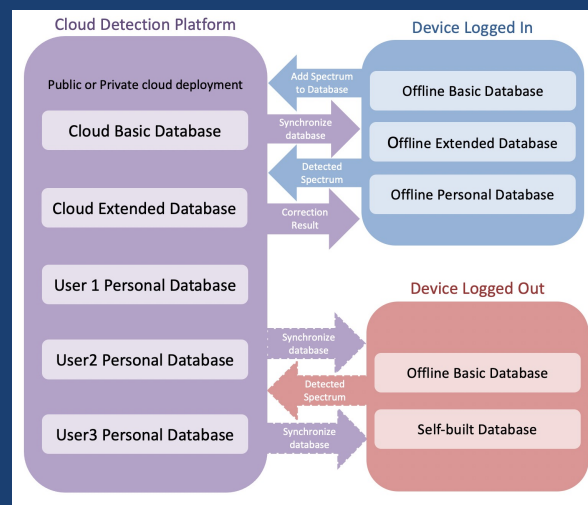 Cloud Detection Platform
Public or Private cloud deployment
Cloud Basic Database
Cloud Extended Database
User 1 Personal Database
User2 Personal Database
User3 Personal Database
Add Spectrum
to Database
Synchronize
database
Detected
Spectrum
Correction
Result
Device Logged In
Offline Basic Database
Offline Extended Database
Offline Personal Database
Synchronize
database
Detected
Spectrum
Synchronize
database
Device Logged Out
Offline Basic Database
Self-built Database